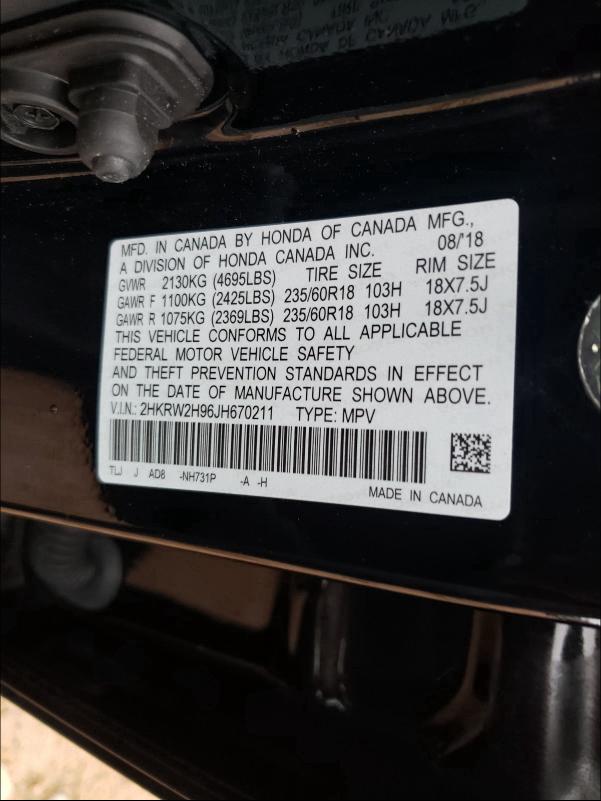 MFD. IN CANADA BY HONDA OF CANADA MFG.,
A DIVISION OF HONDA CANADA INC. 08/'18
GVWR 2130KG (4695LBS) TIRE SIZE RIM SIZE
GAWR F 1100KG (2425LBS) 235/60R18 103H 18X7.5J
GAWR R 1075KG (2369LBS) 235/60R18 103H 18X7.5J
THIS VEHICLE CONFORMS TO ALL APPLICABLE
FEDERAL MOTOR VEHICLE SAFETY
AND THEFT PREVENTION STANDARDS IN EFFECT
ON THE DATE OF MANUFACTURE SHOWN ABOVE.
V.I.N.: 2HKRW2H96JH670211 TYPE: MPV
TLJ J AD8 -NH731P -A -H
MADE IN CANADA